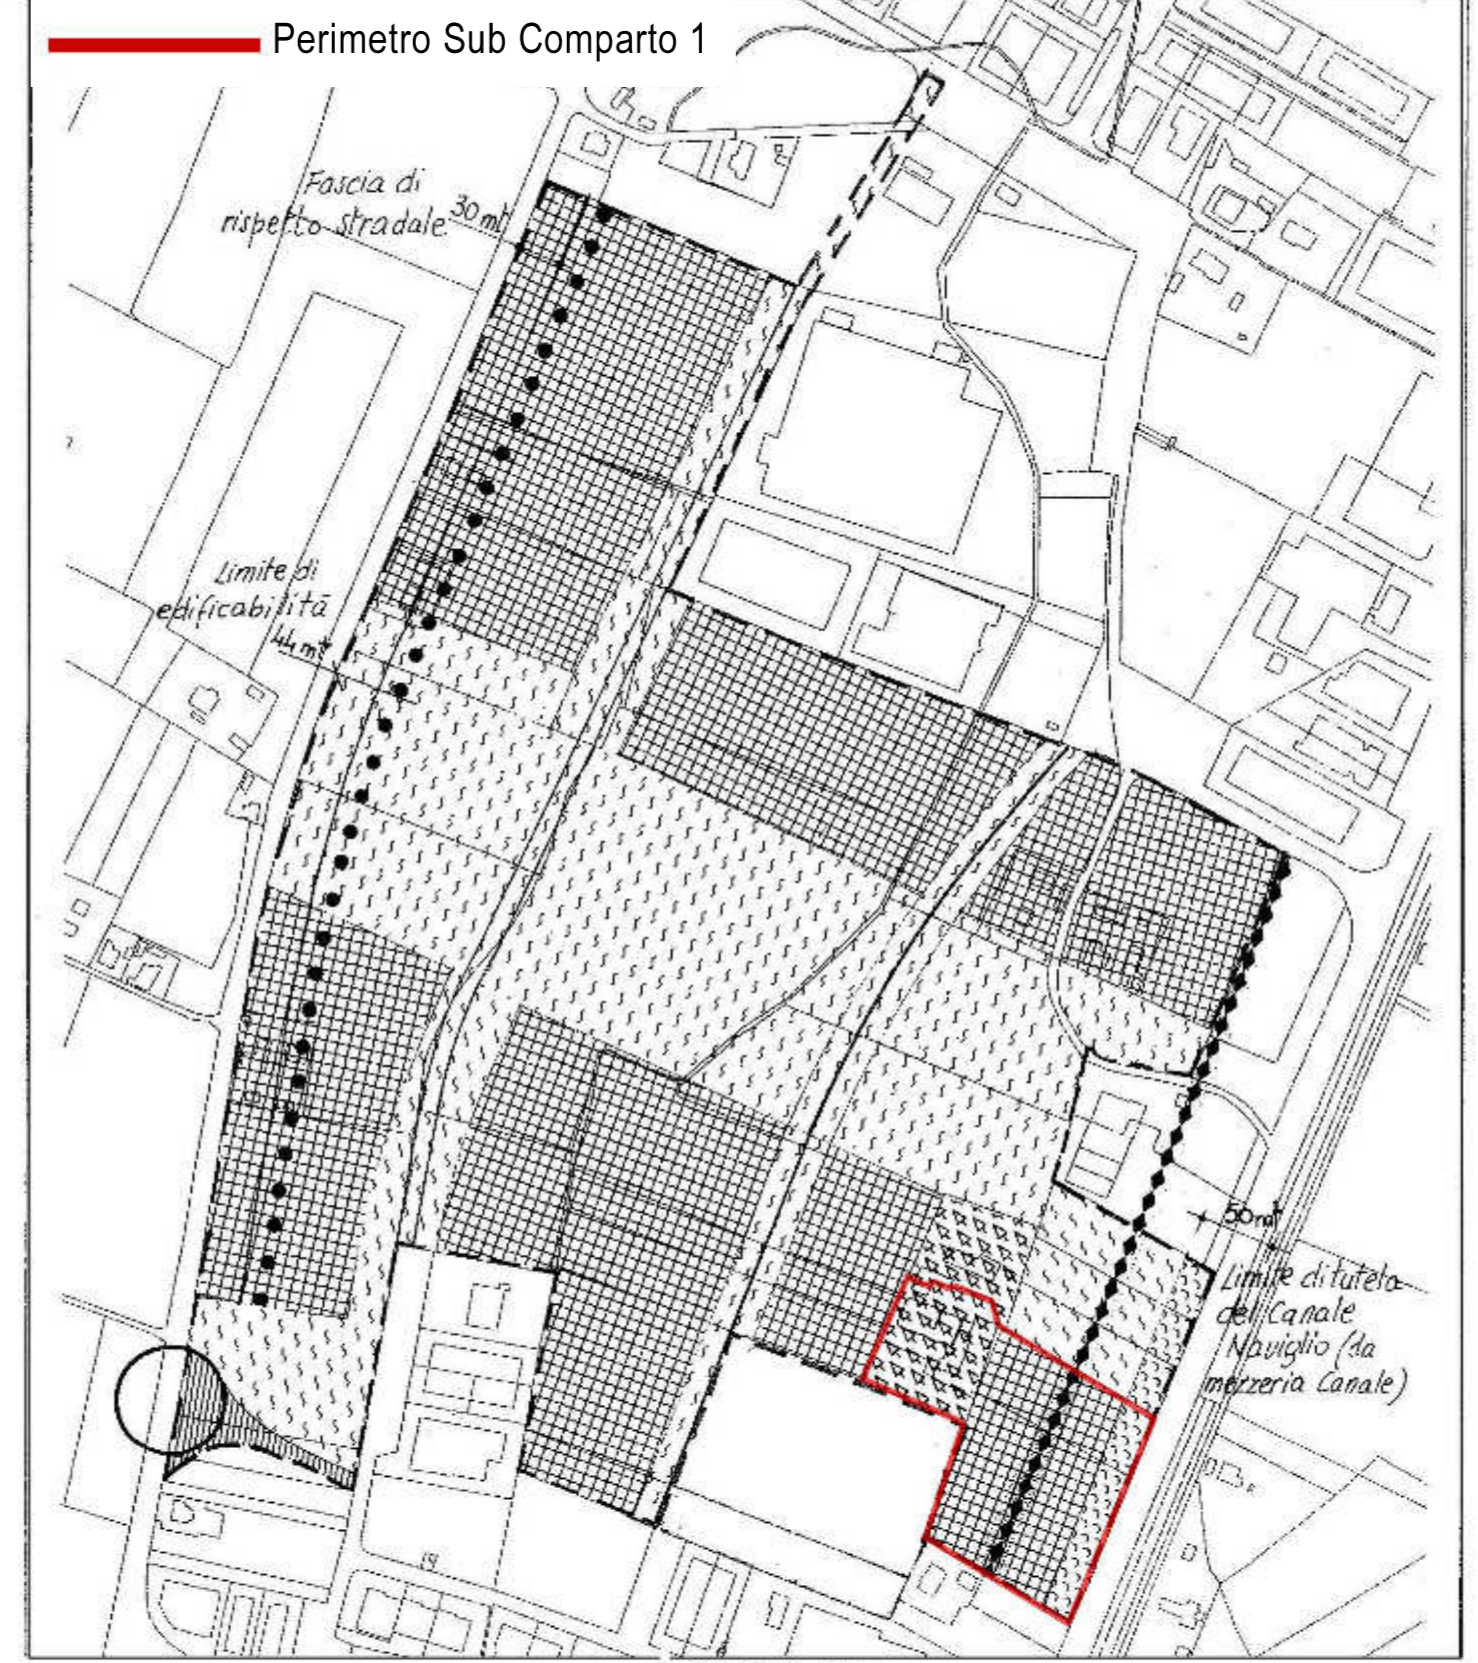 Perimetro Sub Comparto 1
Fascia di
rispetto stradale 30 mt
Limite di
edificabilità
44 mt
50 mt
Limite di tutela
del Canale
Naviglio (da
mezzeria Canale)